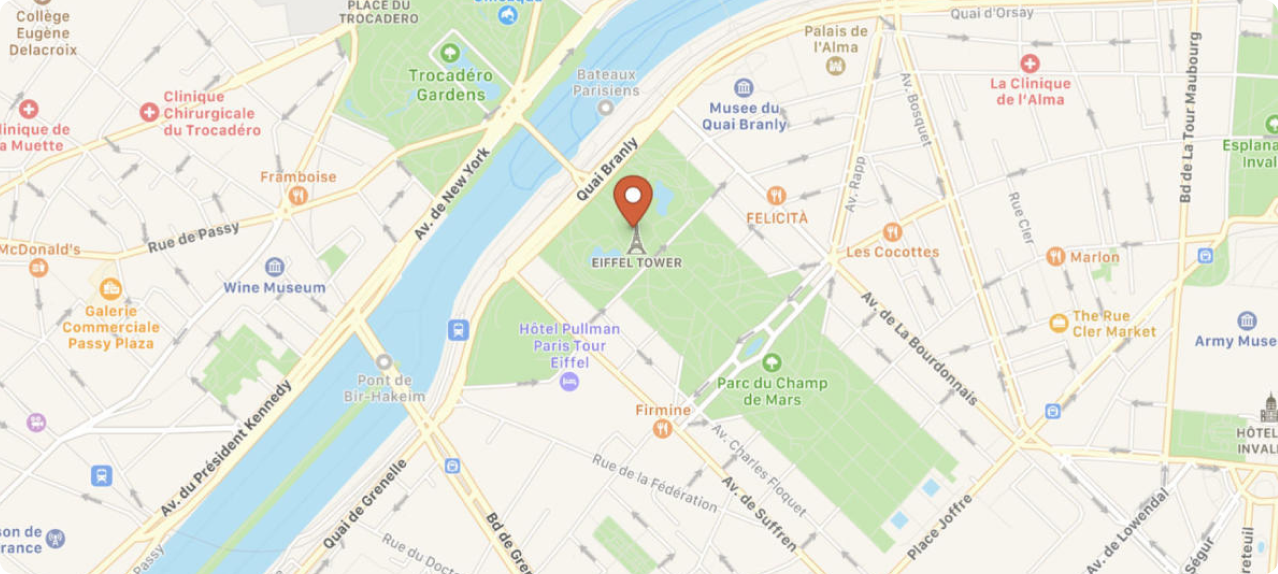 PLACE DU
TROCADERO
Collège
Eugène
Delacroix
Quai d'Orsay
Palais de
l'Alma
Trocadéro
Gardens
Bateaux
Parisiens
La Clinique
de l'Alma
Bd de La Tour Maubourg
Clinique
Chirurgicale
du Trocadéro
linique de
a Muette
Musee du
Quai Branly
Av. Bosquet
Esplana
Inval
Framboise
Av. de New York
Quai Branly
Av. Rapp
FELICITÀ
Rue Cler
Rue de Passy
McDonald's
EIFFEL TOWER
Les Cocottes
Marlon
Wine Museum
Galerie
Commerciale
Passy Plaza
Hôtel Pullman
Paris Tour
Eiffel
Av. de La Bourdonnais
The Rue
Cler Market
Army Muse
Pont de
Bir-Hakeim
Parc du Champ
de Mars
Firmine
Av. du Président Kennedy
Av. Charles Floquet
HÔTEL
INVALI
Rue de la Fédération
Av. de Suffren
Quai de Grenelle
Place Joffre
Av. de Lowendal
Ségur
reteuil
son de
rance
Passy
Rue du Docte
Bd de Gren